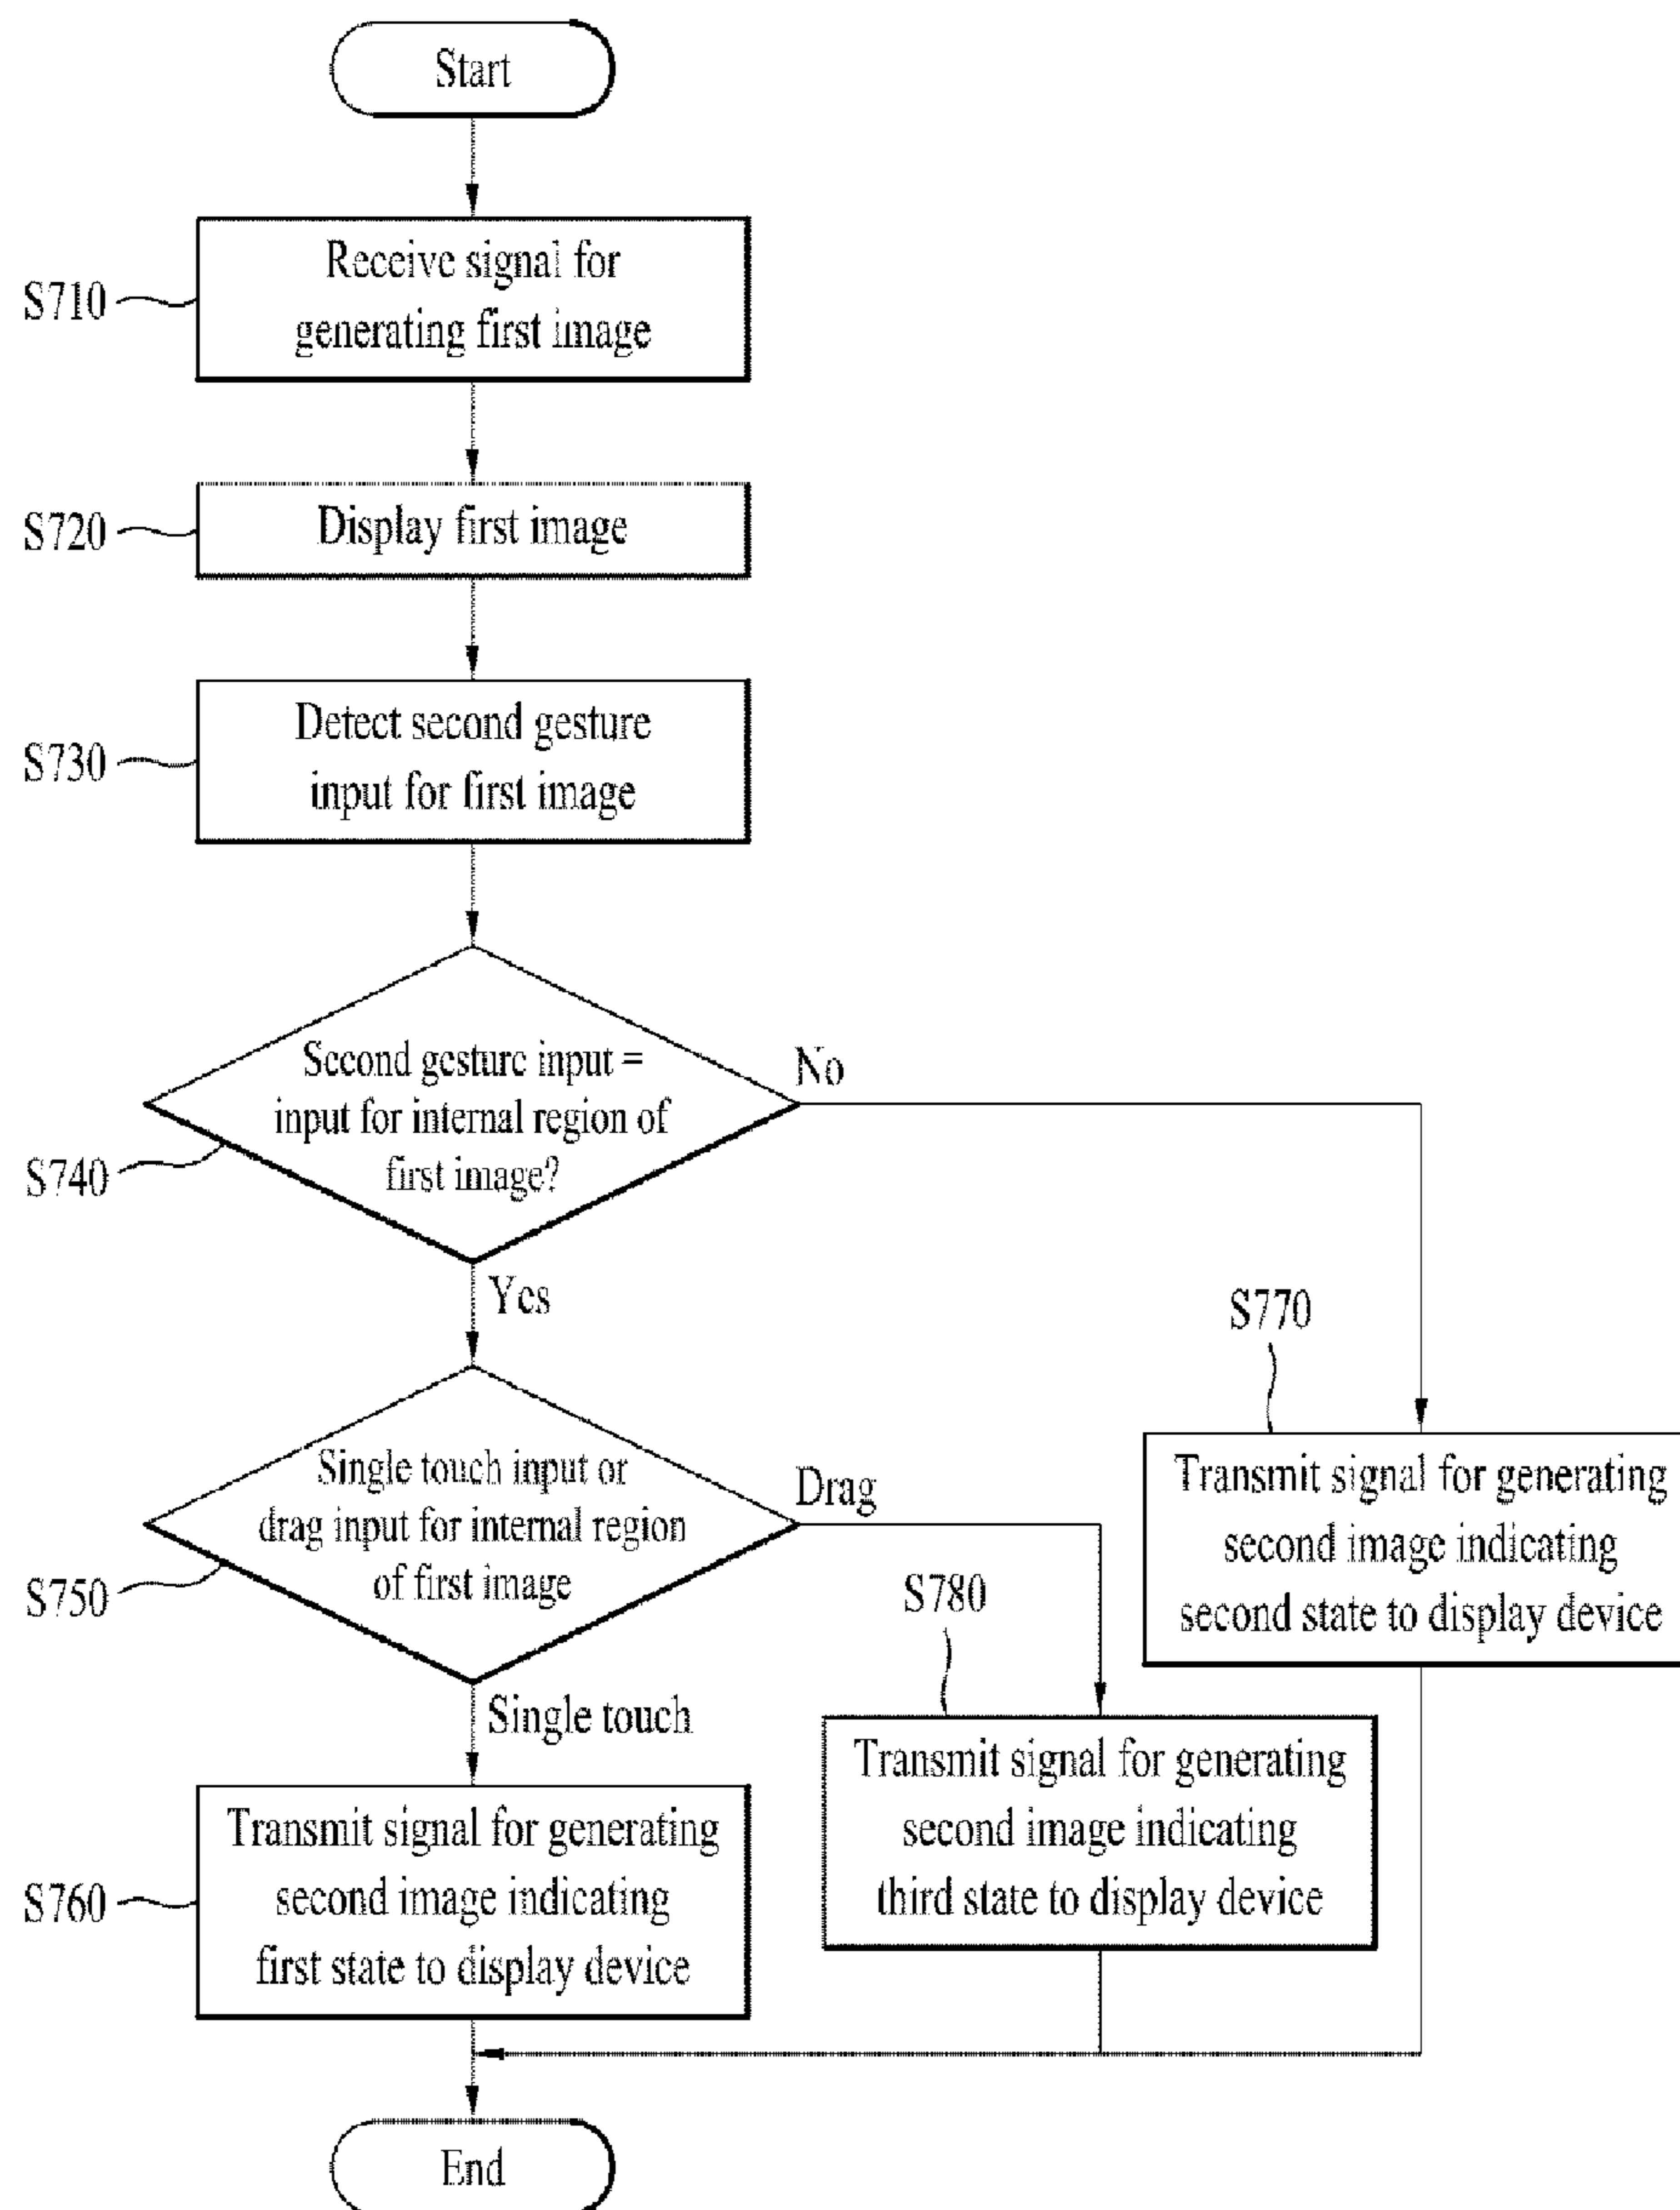 Start
S710
Receive signal for
generating first image
S720
Display first image
S730
Detect second gesture
input for first image
S740
Second gesture input =
input for internal region of
first image?
No
Yes
S750
Single touch input or
drag input for internal region
of first image
Drag
Single touch
S770
Transmit signal for generating
second image indicating
second state to display device
S780
Transmit signal for generating
second image indicating
third state to display device
S760
Transmit signal for generating
second image indicating
first state to display device
End